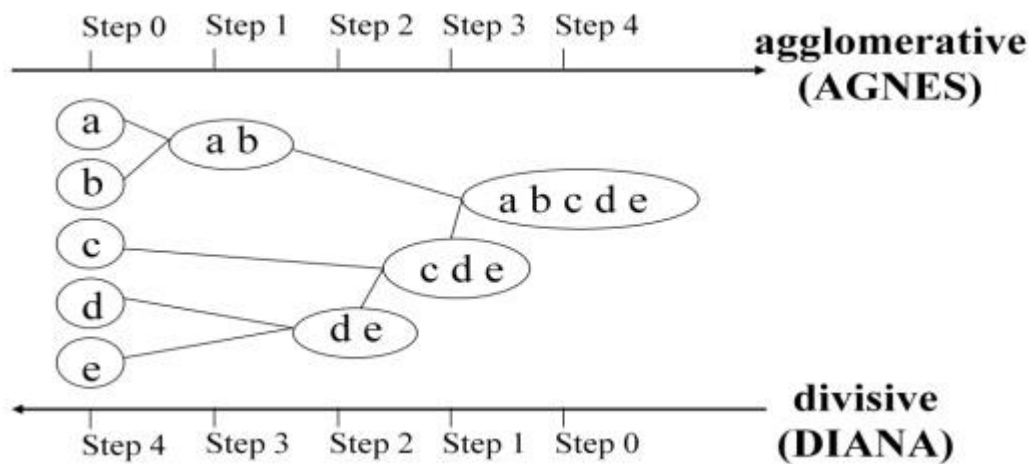 Step 0 Step 1 Step 2 Step 3 Step 4
agglomerative
(AGNES)
a
a b
b
a b c d e
c
c d e
d
d e
e
divisive
(DIANA)
Step 4 Step 3 Step 2 Step 1 Step 0